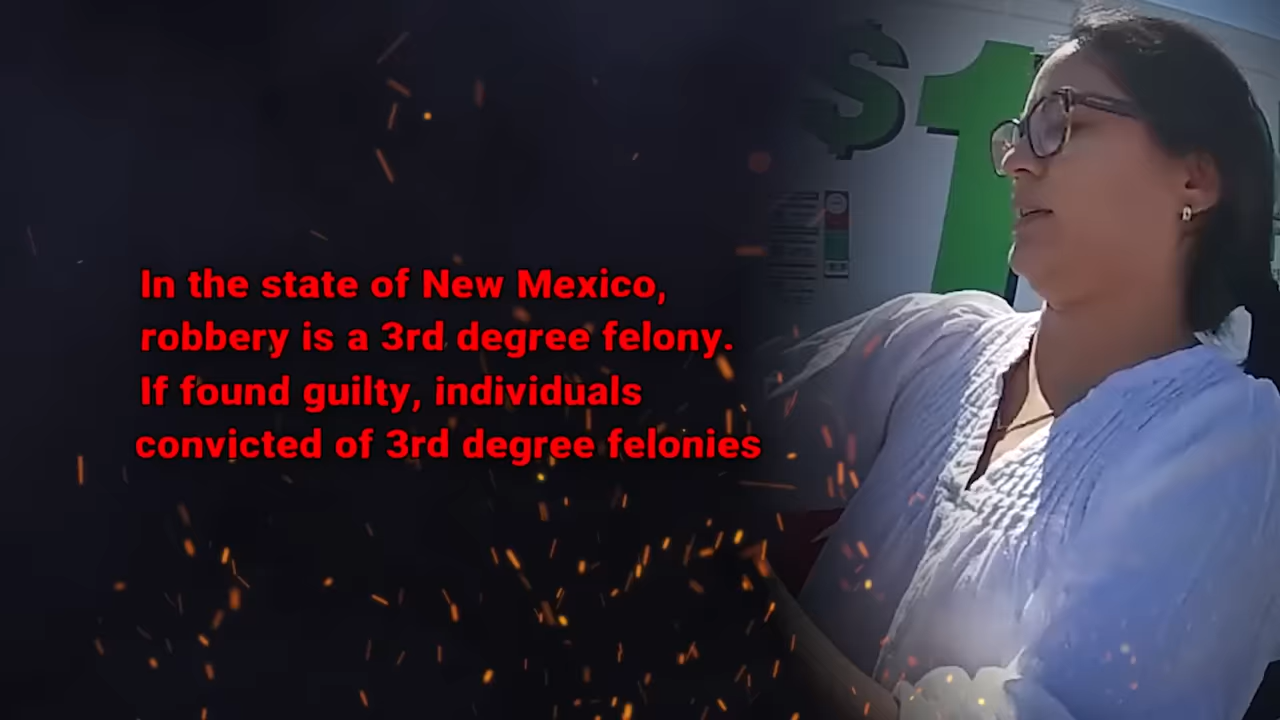 $1
In the state of New Mexico,
robbery is a 3rd degree felony.
If found guilty, individuals
convicted of 3rd degree felonies